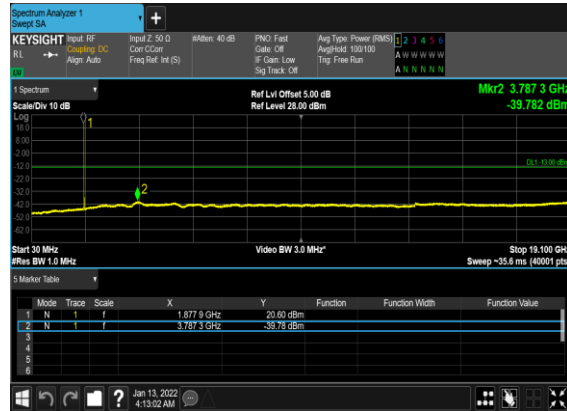 Spectrum Analyzer 1
Swept SA
+
KEYSIGHT Input: RF Input Z: 50 Ω #Atten: 40 dB PNO: Fast Avg Type: Power (RMS) 1 2 3 4 5 6
RL Coupling: DC Corr CCorr Gate: Off Avg|Hold: 100/100 A W W W W W
Align: Auto Freq Ref: Int (S) IF Gain: Low Trig: Free Run
Sig Track: Off A N N N N N
1 Spectrum Ref Lvl Offset 5.00 dB Mkr2 3.787 3 GHz
Scale/Div 10 dB Ref Level 28.00 dBm -39.782 dBm
Log
18.0
8.00
-2.00
-12.0 DL1 -13.00 dBm
-22.0
-32.0
-42.0
-52.0
-62.0
1
2
Start 30 MHz Video BW 3.0 MHz* Stop 19.100 GHz
#Res BW 1.0 MHz Sweep ~35.6 ms (40001 pts)
5 Marker Table
Mode Trace Scale X Y Function Function Width Function Value
1 N 1 f 1.877 9 GHz 20.60 dBm
2 N 1 f 3.787 3 GHz -39.78 dBm
3
4
5
6
? Jan 13, 2022
4:13:02 AM